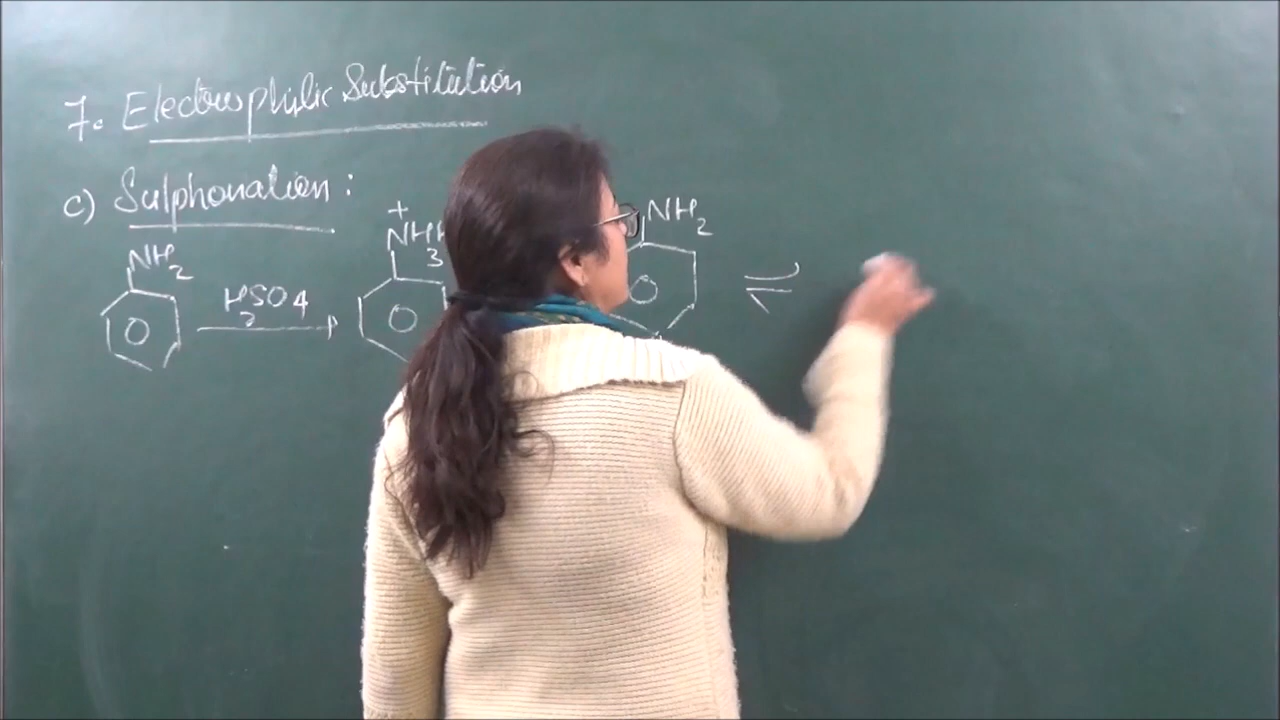 7. Electrophilic Substitution
c) Sulphonation :
NH2 H2SO4 +NH3 NH2 ⇌